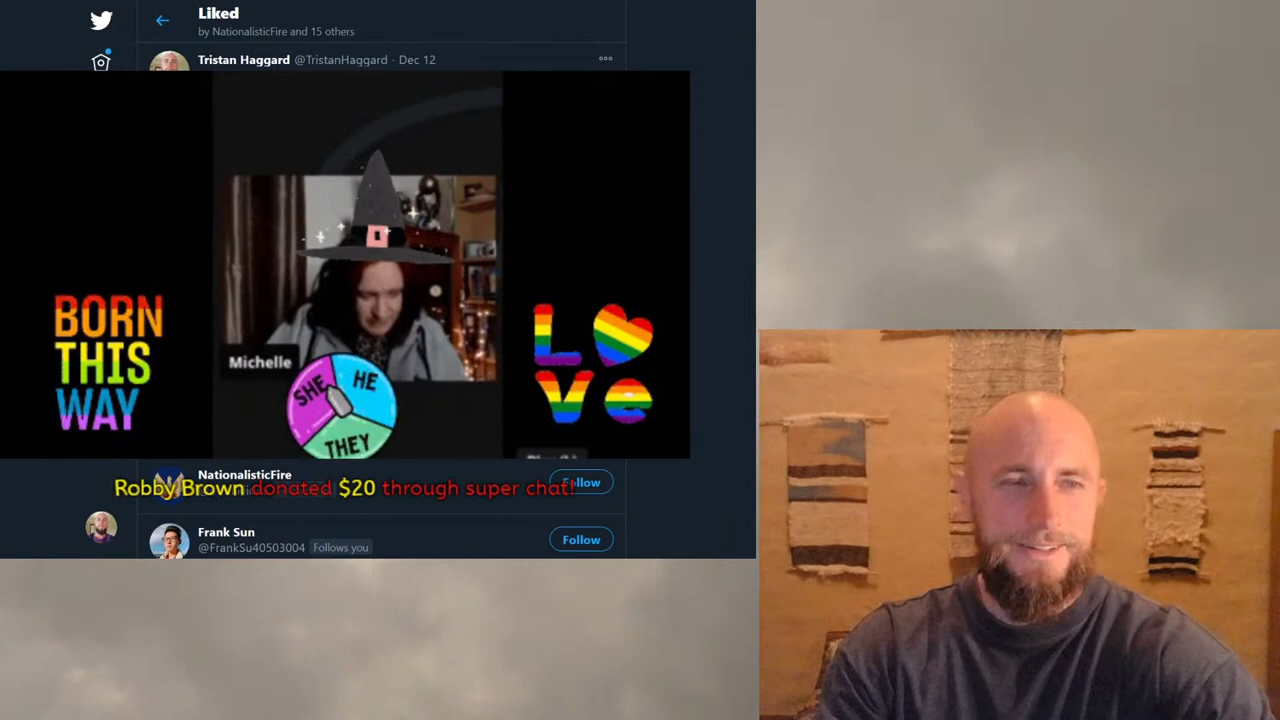 Liked
by NationalisticFire and 15 others
Tristan Haggard @TristanHaggard · Dec 12
BORN
THIS
WAY
Michelle
SHE
HE
THEY
LOVe
NationalisticFire
Follow
Robby Brown donated $20 through super chat!
Frank Sun
@FrankSu40503004 Follows you
Follow